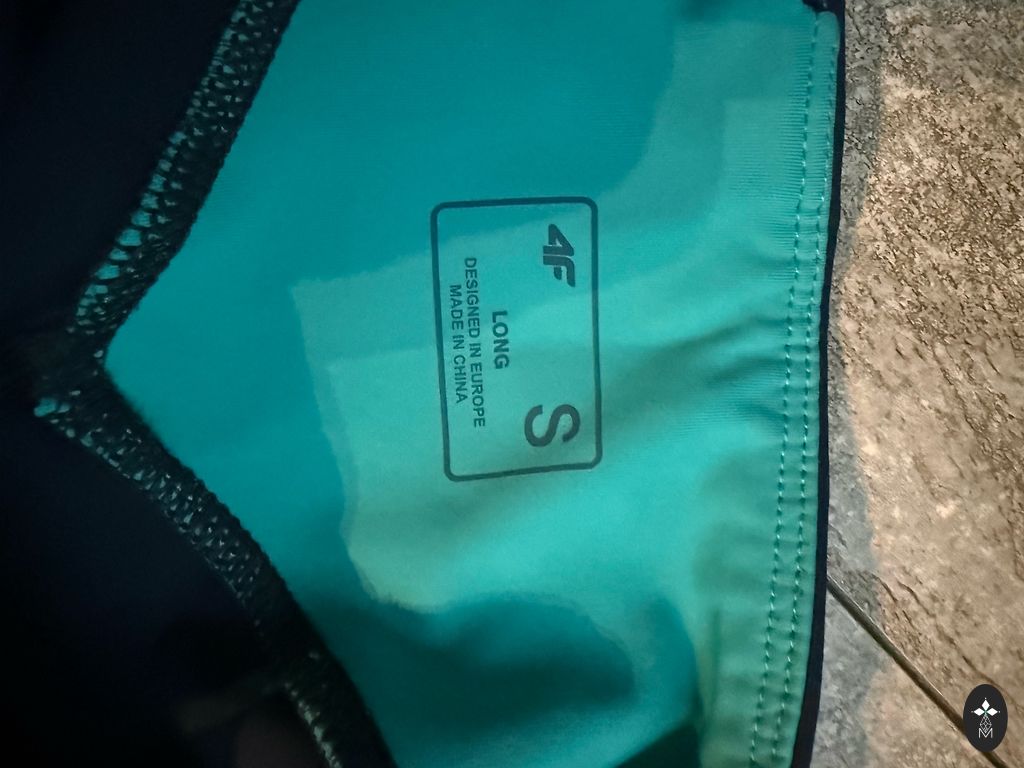 4F
S
LONG
DESIGNED IN EUROPE
MADE IN CHINA
M